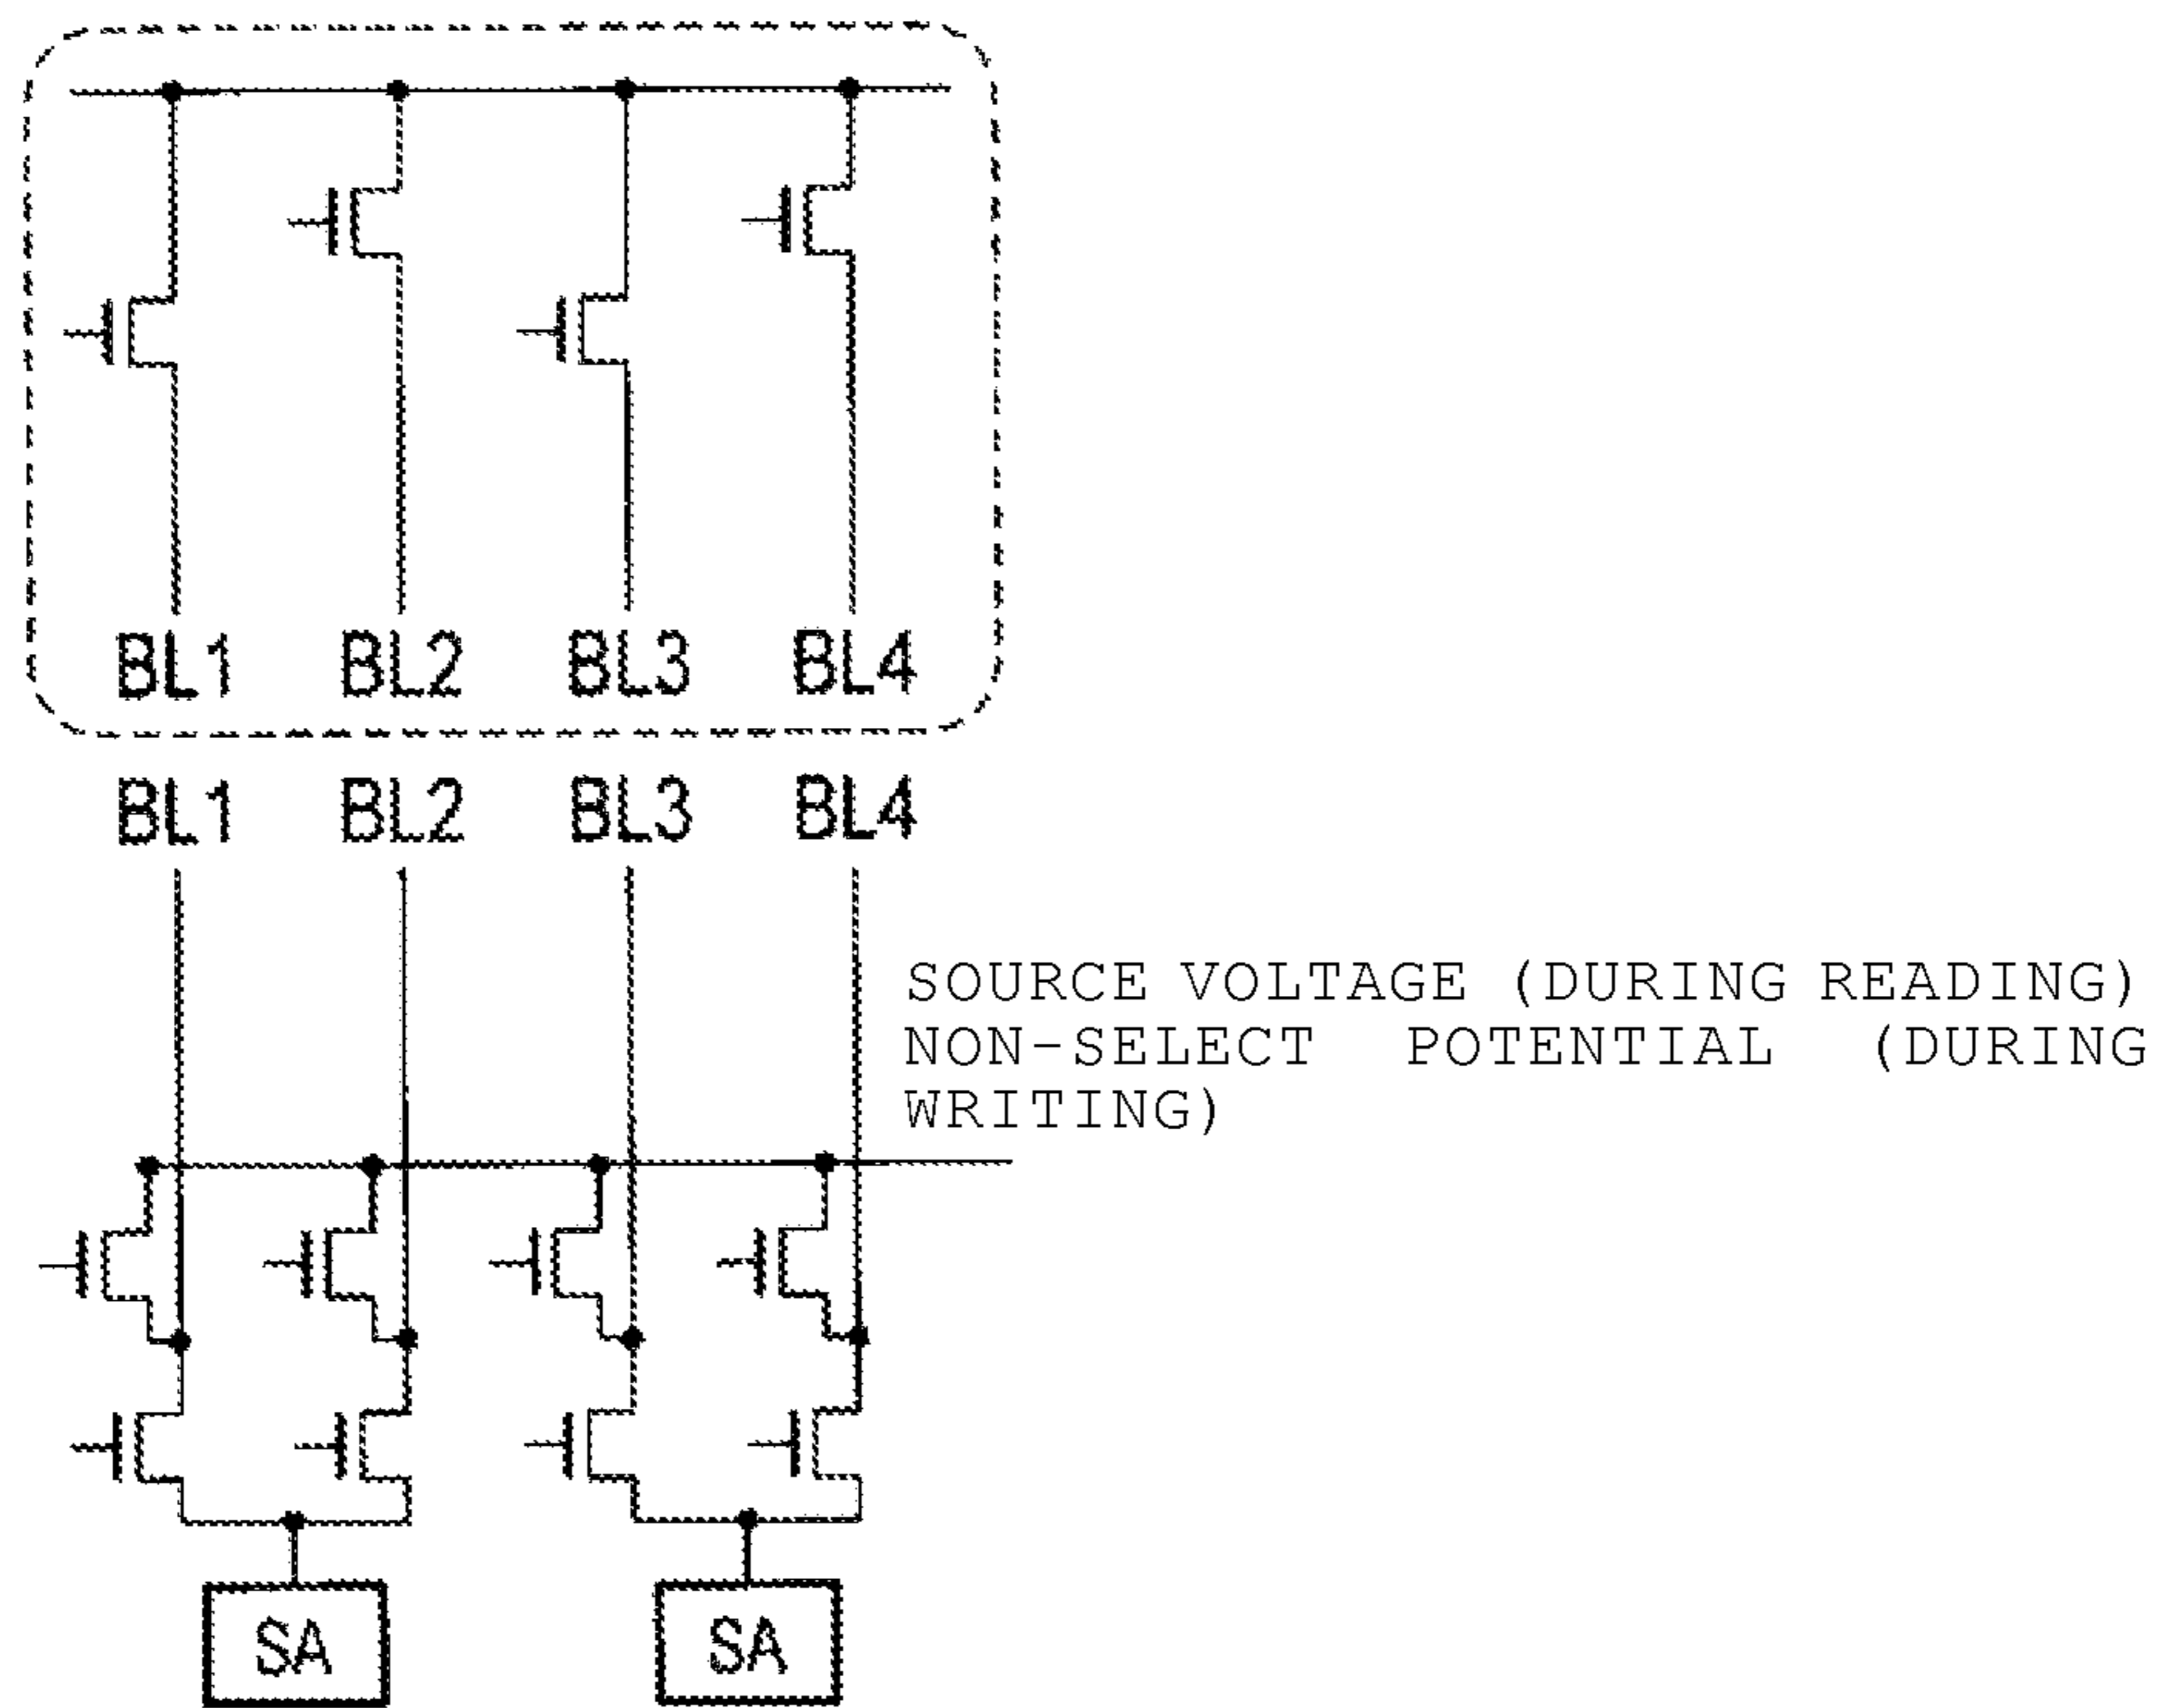 BL1 BL2 BL3 BL4
BL1 BL2 BL3 BL4
SOURCE VOLTAGE (DURING READING)
NON-SELECT POTENTIAL (DURING
WRITING)
SA SA